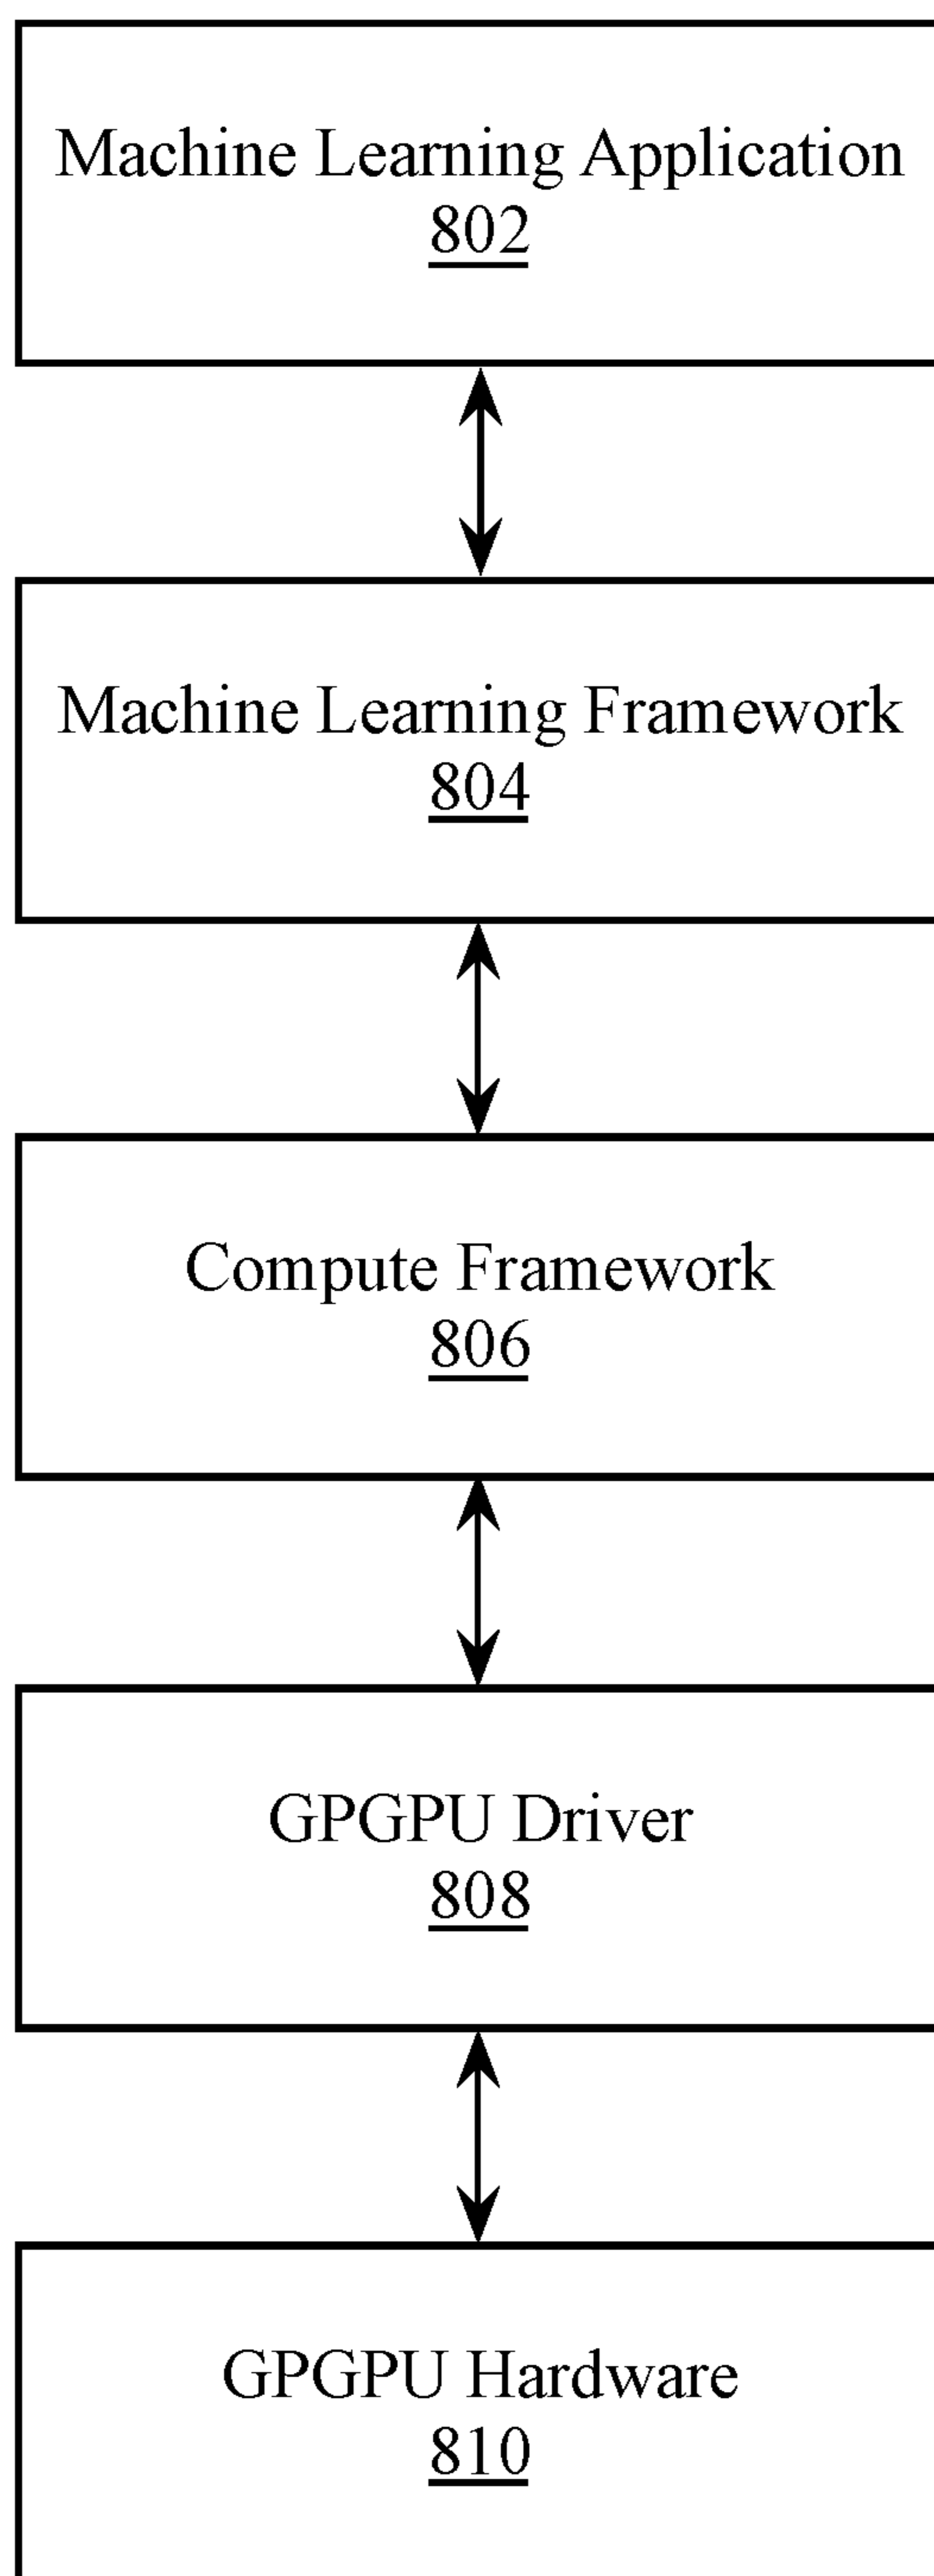 Machine Learning Application
802
Machine Learning Framework
804
Compute Framework
806
GPGPU Driver
808
GPGPU Hardware
810